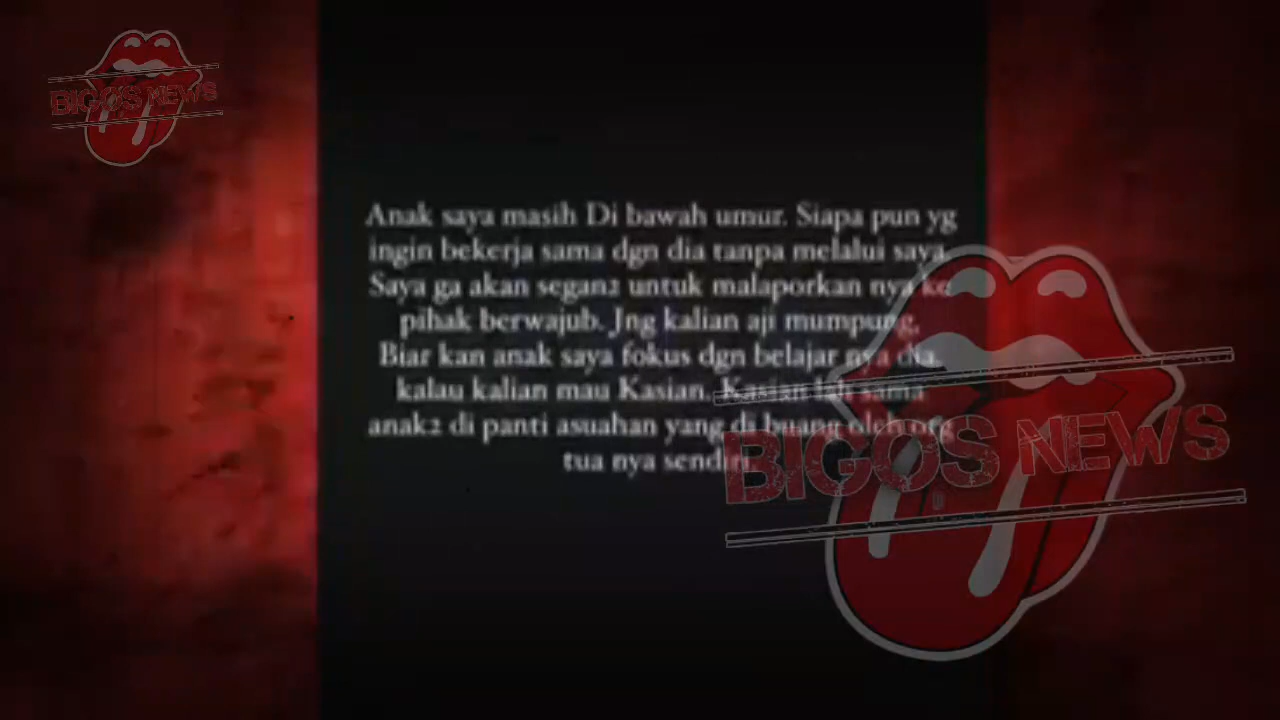 BIGOS NEWS
Anak saya masih Di bawah umur. Siapa pun yg
ingin bekerja sama dgn dia tanpa melalui saya.
Saya ga akan segan2 untuk malaporkan nya ke
pihak berwajub. Jng kalian aji mumpung.
Biar kan anak saya fokus dgn belajar nya dia.
kalau kalian mau Kasian. Kasian lah sama
anak2 di panti asuahan yang di buang oleh org
tua nya sendiri.
BIGOS NEWS